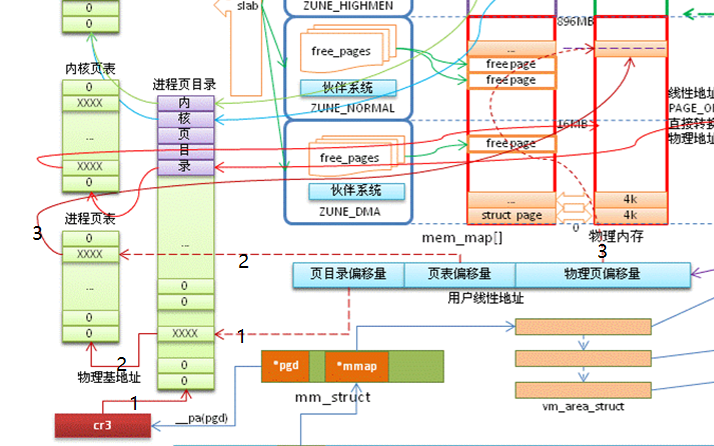 slab
ZUNE_HIGHMEN
896MB
0
0
内核页表
0
XXXX
...
XXXX
0
进程页目录
内
核
页
目
录
...
0
0
XXXX
0
0
free_pages
伙伴系统
ZUNE_NORMAL
free_pages
伙伴系统
ZUNE_DMA
...
free page
free page
16MB
free page
...
struct page
mem_map[]
4k
4k
0
物理内存
线性地址
PAGE_OF
直接转换
物理地址
进程页表
3
0
XXXX
...
0
0
2
3
页目录偏移量
页表偏移量
物理页偏移量
用户线性地址
1
2
物理基地址
1
*pgd
*mmap
mm_struct
cr3
__pa(pgd)
vm_area_struct